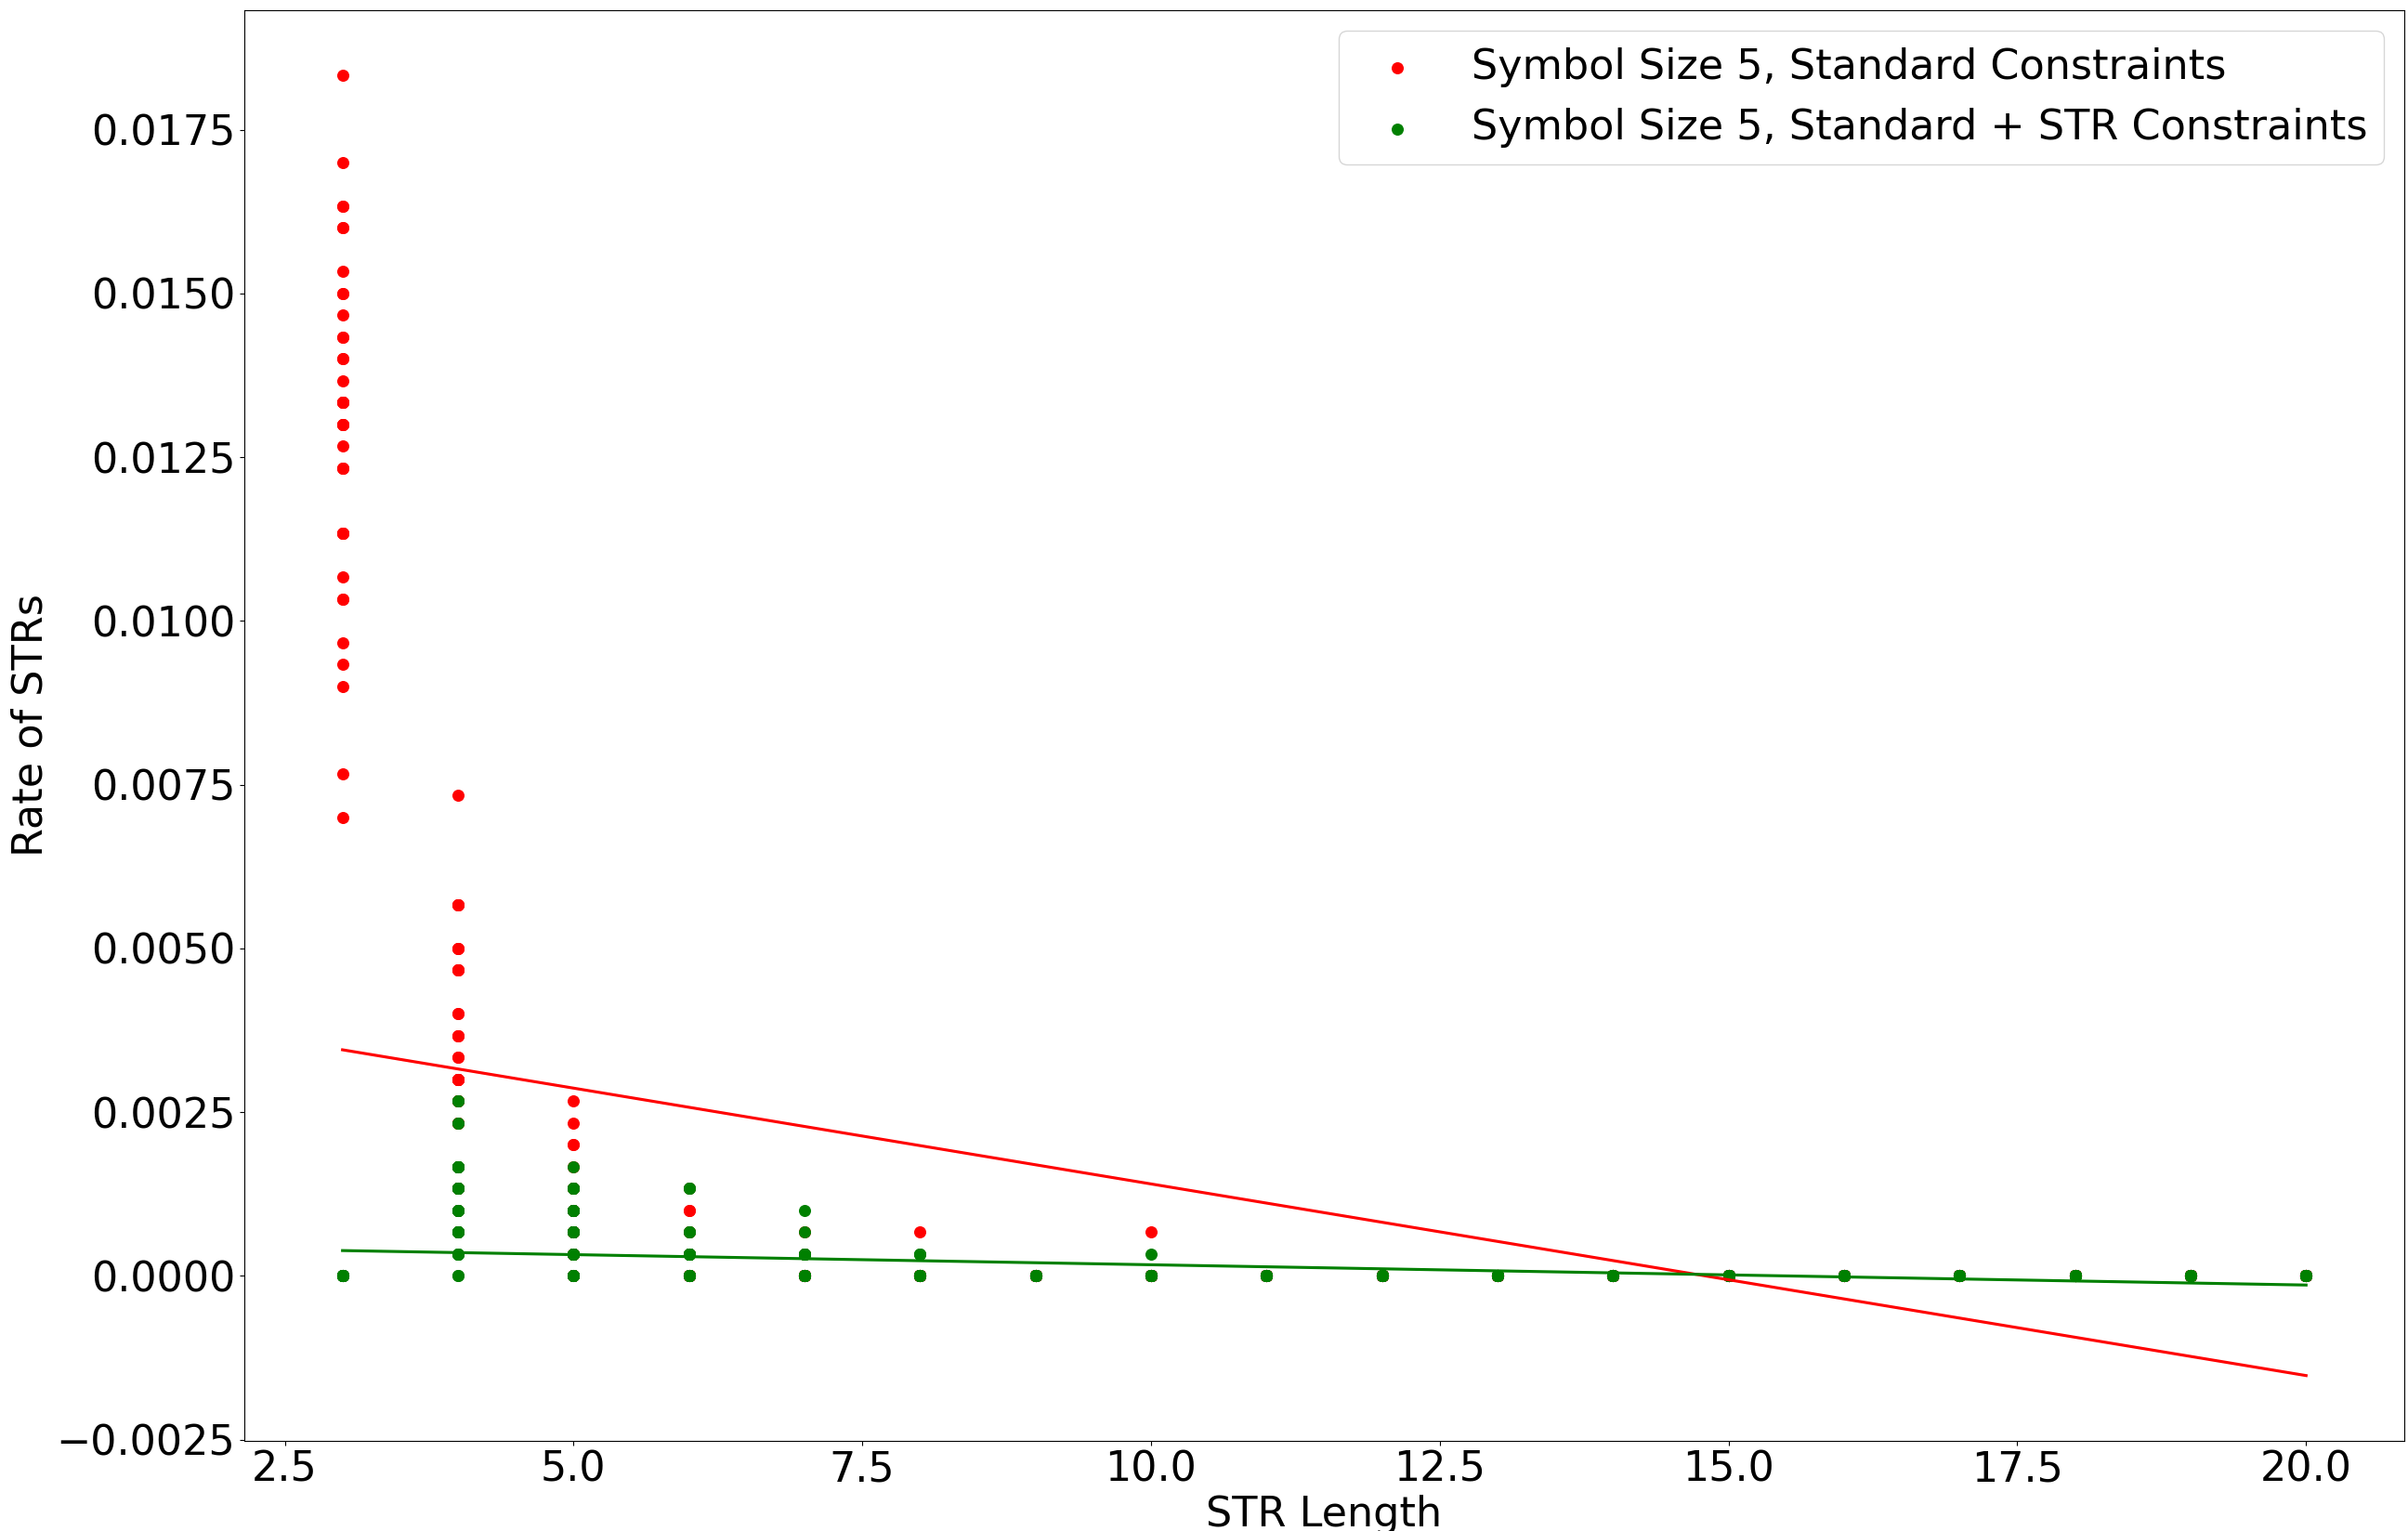 Symbol Size 5, Standard Constraints
Symbol Size 5, Standard + STR Constraints
0.0175
0.0150
0.0125
0.0100
0.0075
0.0050
0.0025
0.0000
−0.0025
Rate of STRs
2.5 5.0 7.5 10.0 12.5 15.0 17.5 20.0
STR Length